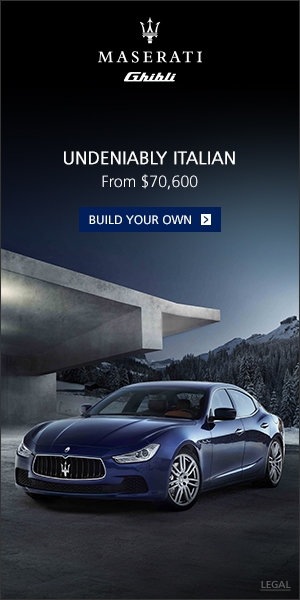 MASERATI
Ghibli
UNDENIABLY ITALIAN
From $70,600
BUILD YOUR OWN
LEGAL